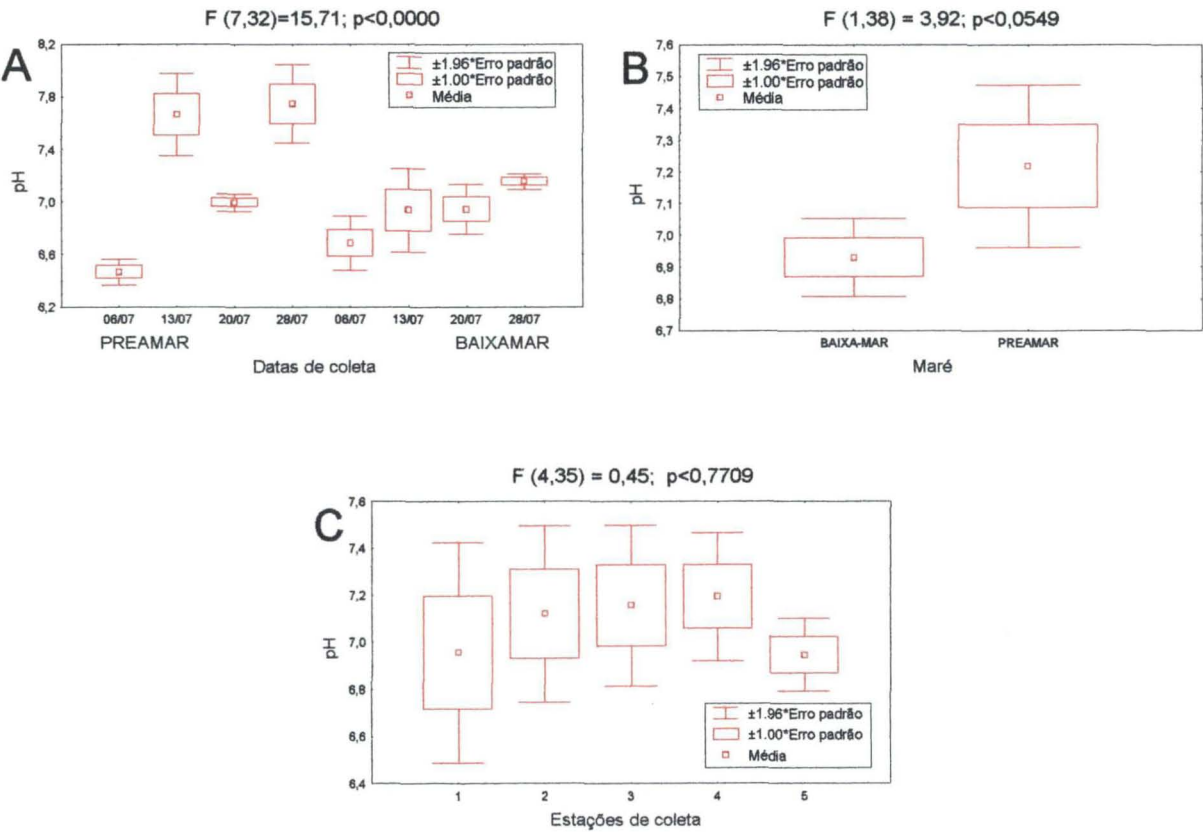 F (7,32)=15,71; p<0,0000
A
8,2
7,8
7,4
7,0
6,6
6,2
pH
±1.96*Erro padrão
±1.00*Erro padrão
Média
06/07 13/07 20/07 28/07 06/07 13/07 20/07 28/07
PREAMAR BAIXAMAR
Datas de coleta
F (1,38) = 3,92; p<0,0549
B
7,6
7,5
7,4
7,3
7,2
7,1
7,0
6,9
6,8
6,7
pH
±1.96*Erro padrão
±1.00*Erro padrão
Média
BAIXA-MAR PREAMAR
Maré
F (4,35) = 0,45; p<0,7709
C
7,6
7,4
7,2
7,0
6,8
6,6
6,4
pH
±1.96*Erro padrão
±1.00*Erro padrão
Média
1 2 3 4 5
Estações de coleta